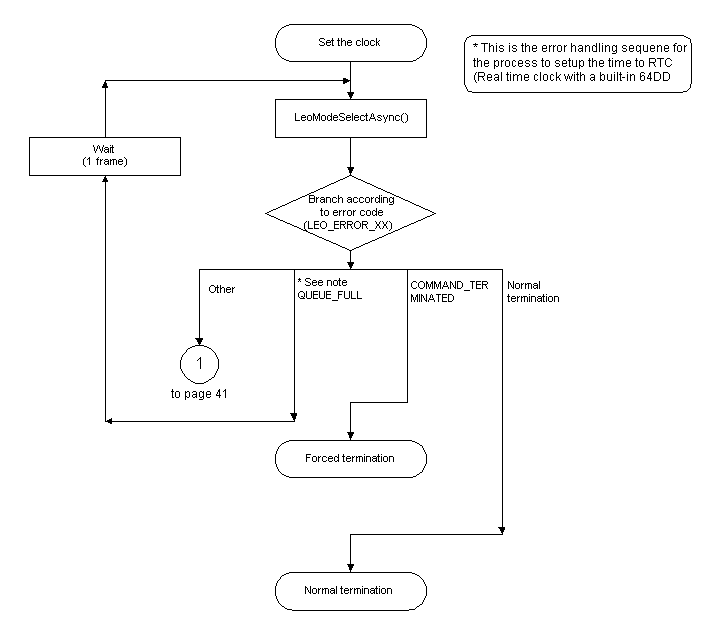 Set the clock
* This is the error handling sequene for
the process to setup the time to RTC
(Real time clock with a built-in 64DD
LeoModeSelectAsync()
Wait
(1 frame)
Branch according
to error code
(LEO_ERROR_XX)
Other
* See note
QUEUE_FULL
COMMAND_TER
MINATED
Normal
termination
1
to page 41
Forced termination
Normal termination